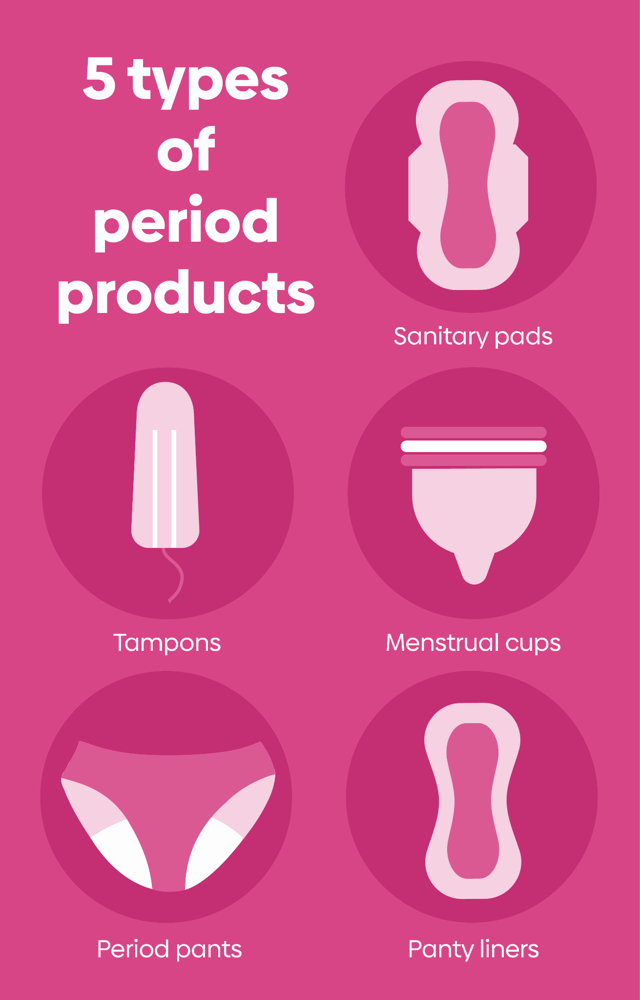 5 types
of
period
products
Sanitary pads
Tampons
Menstrual cups
Period pants
Panty liners